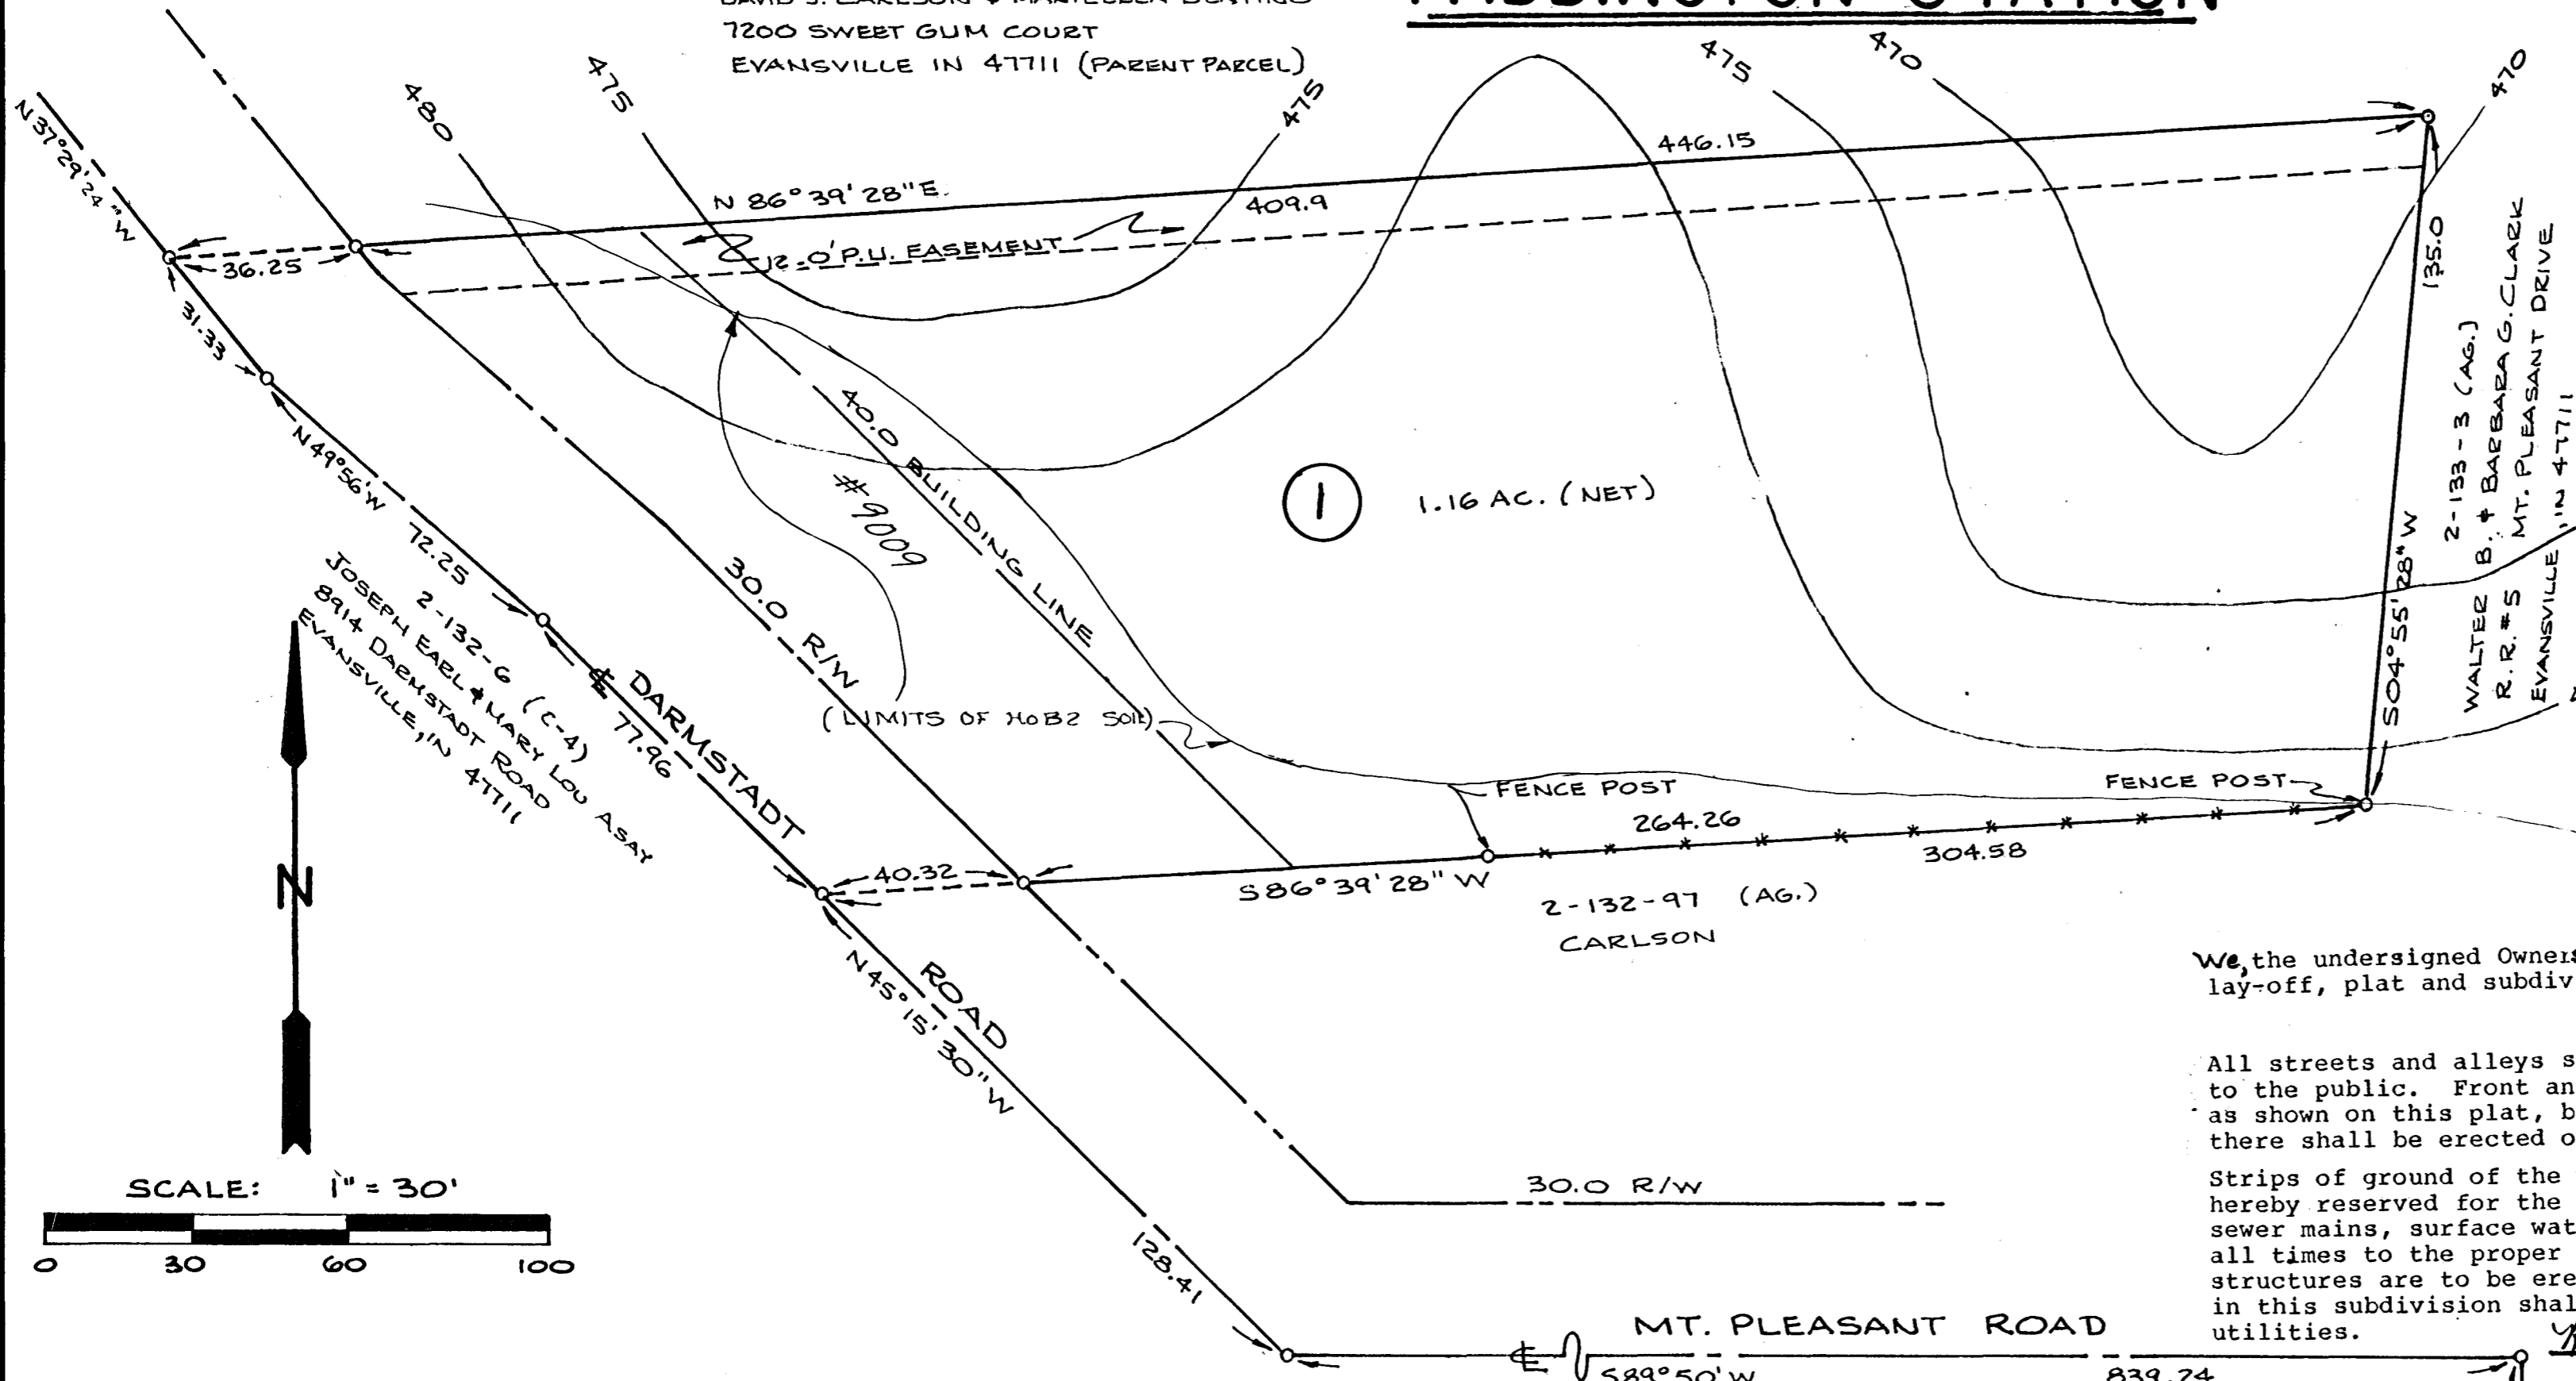 7200 SWEET GUM COURT
EVANSVILLE IN 47711 (PARENT PARCEL)
STATION
475
480
475
475
470
470
N37°29'24"W
36.25
31.33
N 86°39'28"E.
446.15
409.9
12.0' P.U. EASEMENT
135.0
S04°55'28"W
2-133-3 (AG.)
WALTER B. & BARBARA G. CLARK
R.R.#5 MT. PLEASANT DRIVE
EVANSVILLE, IN 47711
40.0 BUILDING LINE
#9009
1
1.16 AC. (NET)
N49°56'W 72.25
30.0 R/W
2-132-6 (C-4)
JOSEPH EARL & MARY LOU ASAY
8914 DARMSTADT ROAD
EVANSVILLE, IN 47711
DARMSTADT
77.96
(LIMITS OF HOB2 SOIL)
FENCE POST
FENCE POST
264.26
304.58
40.32
S86°39'28"W
2-132-97 (AG.)
CARLSON
N45°15'30"W
ROAD
N
SCALE: 1"=30'
0 30 60 100
30.0 R/W
128.41
MT. PLEASANT ROAD
S89°50'W
839.24
We, the undersigned Owners
lay-off, plat and subdiv
All streets and alleys s
to the public. Front an
as shown on this plat, b
there shall be erected o
Strips of ground of the
hereby reserved for the
sewer mains, surface wat
all times to the proper
structures are to be ere
in this subdivision shal
utilities.